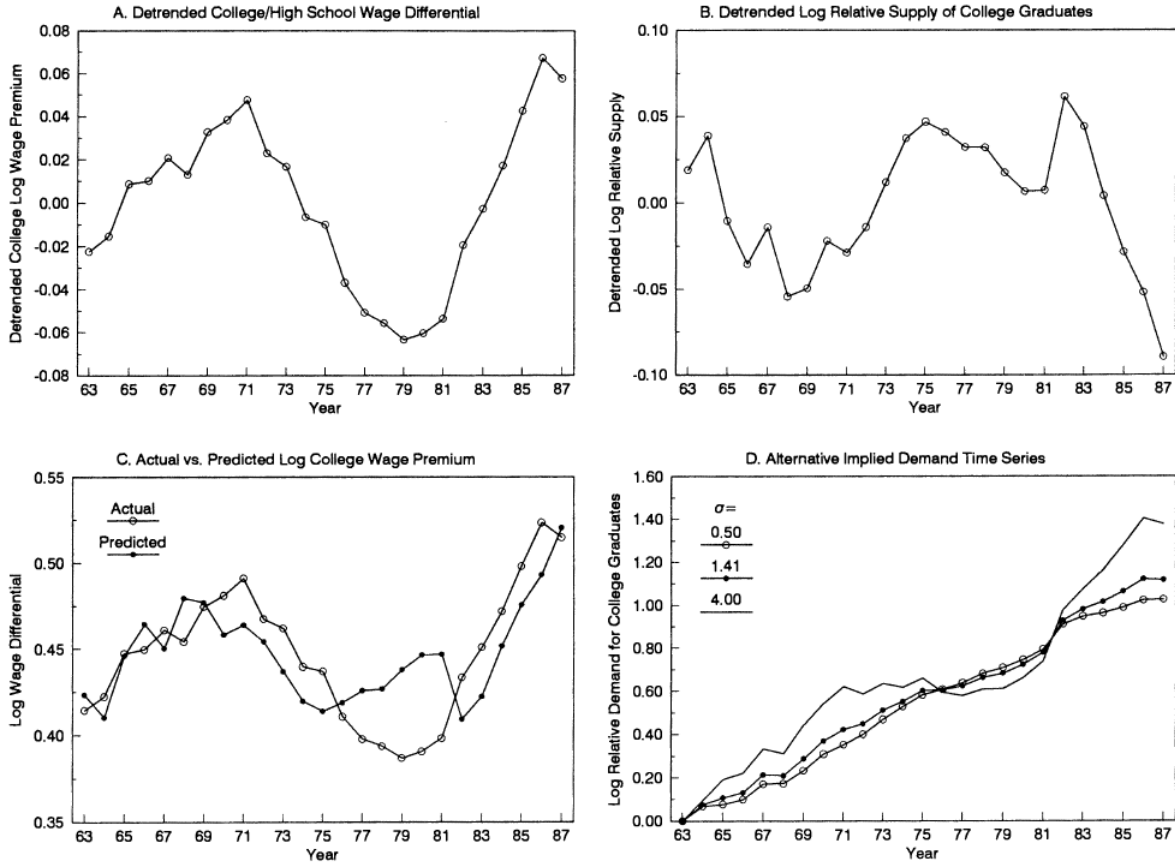 A. Detrended College/High School Wage Differential
Detrended College Log Wage Premium
0.08
0.06
0.04
0.02
0.00
-0.02
-0.04
-0.06
-0.08
63 65 67 69 71 73 75 77 79 81 83 85 87
Year
B. Detrended Log Relative Supply of College Graduates
Detrended Log Relative Supply
0.10
0.05
0.00
-0.05
-0.10
63 65 67 69 71 73 75 77 79 81 83 85 87
Year
C. Actual vs. Predicted Log College Wage Premium
Log Wage Differential
0.55
0.50
0.45
0.40
0.35
Actual
Predicted
63 65 67 69 71 73 75 77 79 81 83 85 87
Year
D. Alternative Implied Demand Time Series
Log Relative Demand for College Graduates
1.60
1.40
1.20
1.00
0.80
0.60
0.40
0.20
0.00
σ=
0.50
1.41
4.00
63 65 67 69 71 73 75 77 79 81 83 85 87
Year